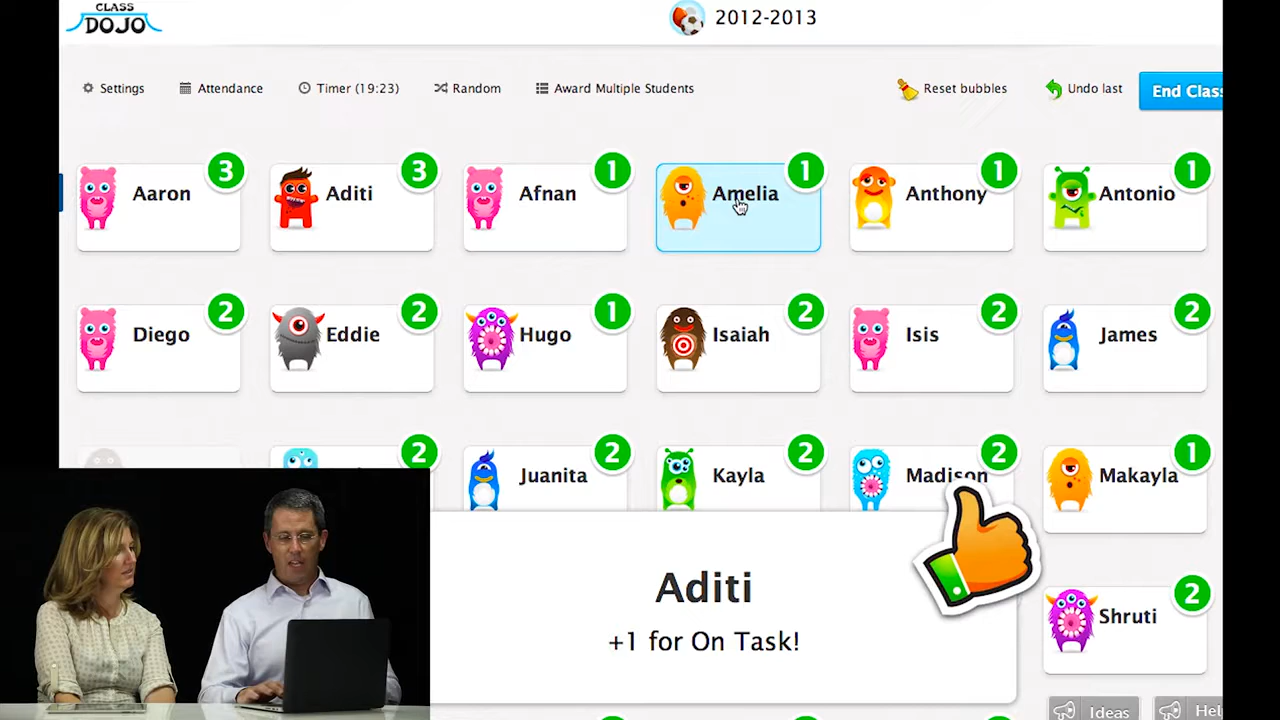 CLASS
DOJO
2012-2013
Settings
Attendance
Timer (19:23)
Random
Award Multiple Students
Reset bubbles
Undo last
End Clas
Aaron 3
Aditi 3
Afnan 1
Amelia 1
Anthony 1
Antonio 1
Diego 2
Eddie 2
Hugo 1
Isaiah 2
Isis 2
James 2
2
Juanita 2
Kayla 2
Madison 2
Makayla 1
Aditi
+1 for On Task!
Shruti 2
Ideas
Hel